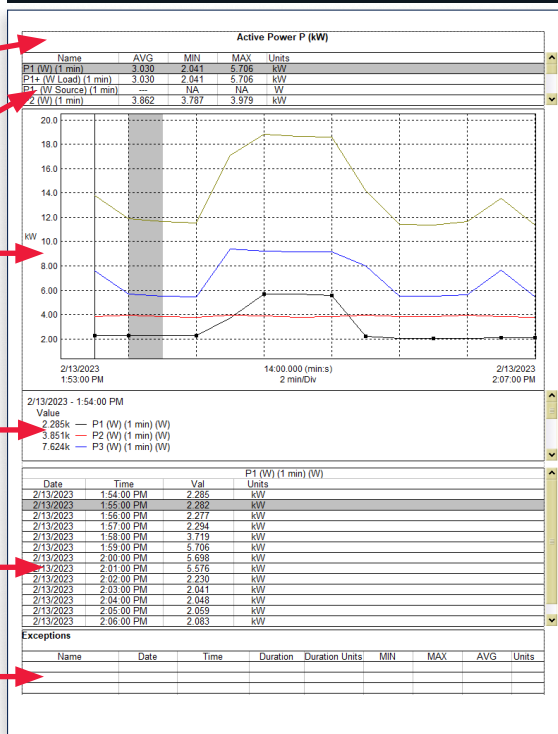 Active Power P (kW)
Name AVG MIN MAX Units
P1 (W) (1 min) 3.030 2.041 5.706 kW
P1+ (W Load) (1 min) 3.030 2.041 5.706 kW
(W Source) (1 min) --- NA NA W
P2 (W) (1 min) 3.862 3.787 3.979 kW
20.0
18.0
16.0
14.0
12.0
kW
10.0
8.00
6.00
4.00
2.00
2/13/2023 14:00.000 (min:s) 2/13/2023
1:53:00 PM 2 min/Div 2:07:00 PM
2/13/2023 - 1:54:00 PM
Value
2.285k — P1 (W) (1 min) (W)
3.851k — P2 (W) (1 min) (W)
7.624k — P3 (W) (1 min) (W)
P1 (W) (1 min) (W)
Date Time Val Units
2/13/2023 1:54:00 PM 2.285 kW
2/13/2023 1:55:00 PM 2.282 kW
2/13/2023 1:56:00 PM 2.277 kW
2/13/2023 1:57:00 PM 2.294 kW
2/13/2023 1:58:00 PM 3.719 kW
2/13/2023 1:59:00 PM 5.706 kW
2/13/2023 2:00:00 PM 5.698 kW
2/13/2023 2:01:00 PM 5.576 kW
2/13/2023 2:02:00 PM 2.230 kW
2/13/2023 2:03:00 PM 2.041 kW
2/13/2023 2:04:00 PM 2.048 kW
2/13/2023 2:05:00 PM 2.059 kW
2/13/2023 2:06:00 PM 2.083 kW
Exceptions
Name Date Time Duration Duration Units MIN MAX AVG Units